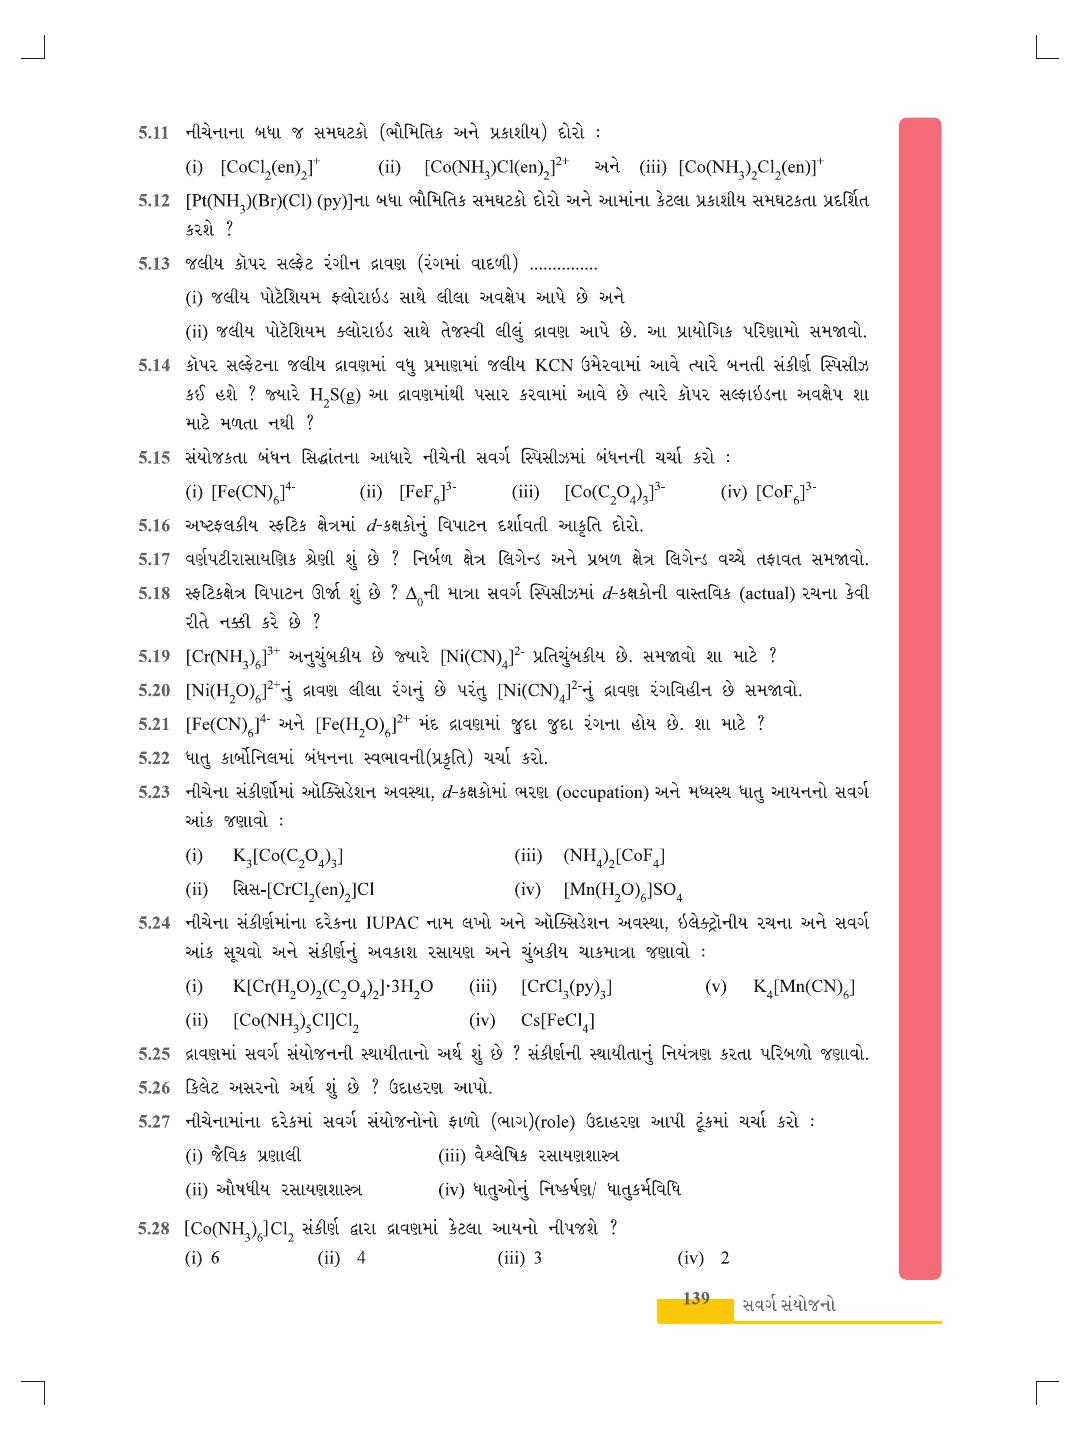 5.11 નીચેનાના બધા જ સમઘટકો (ભૌમિતિક અને પ્રકાશીય) દોરો :
(i) [CoCl₂(en)₂]⁺ (ii) [Co(NH₃)Cl(en)₂]²⁺ અને (iii) [Co(NH₃)₂Cl₂(en)]⁺
5.12 [Pt(NH₃)(Br)(Cl) (py)]ના બધા ભૌમિતિક સમઘટકો દોરો અને આમાંના કેટલા પ્રકાશીય સમઘટકતા પ્રદર્શિત
કરશે ?
5.13 જલીય કૉપર સલ્ફેટ રંગીન દ્રાવણ (રંગમાં વાદળી) ...............
(i) જલીય પોટૅશિયમ ફ્લોરાઇડ સાથે લીલા અવક્ષેપ આપે છે અને
(ii) જલીય પોટૅશિયમ ક્લોરાઇડ સાથે તેજસ્વી લીલું દ્રાવણ આપે છે. આ પ્રાયોગિક પરિણામો સમજાવો.
5.14 કૉપર સલ્ફેટના જલીય દ્રાવણમાં વધુ પ્રમાણમાં જલીય KCN ઉમેરવામાં આવે ત્યારે બનતી સંકીર્ણ સ્પિસીઝ
કઈ હશે ? જ્યારે H₂S(g) આ દ્રાવણમાંથી પસાર કરવામાં આવે છે ત્યારે કૉપર સલ્ફાઇડના અવક્ષેપ શા
માટે મળતા નથી ?
5.15 સંયોજકતા બંધન સિદ્ધાંતના આધારે નીચેની સવર્ગ સ્પિસીઝમાં બંધનની ચર્ચા કરો :
(i) [Fe(CN)₆]⁴⁻ (ii) [FeF₆]³⁻ (iii) [Co(C₂O₄)₃]³⁻ (iv) [CoF₆]³⁻
5.16 અષ્ટફલકીય સ્ફટિક ક્ષેત્રમાં d-કક્ષકોનું વિપાટન દર્શાવતી આકૃતિ દોરો.
5.17 વર્ણપટીરાસાયણિક શ્રેણી શું છે ? નિર્બળ ક્ષેત્ર લિગેન્ડ અને પ્રબળ ક્ષેત્ર લિગેન્ડ વચ્ચે તફાવત સમજાવો.
5.18 સ્ફટિકક્ષેત્ર વિપાટન ઊર્જા શું છે ? Δ₀ની માત્રા સવર્ગ સ્પિસીઝમાં d-કક્ષકોની વાસ્તવિક (actual) રચના કેવી
રીતે નક્કી કરે છે ?
5.19 [Cr(NH₃)₆]³⁺ અનુચુંબકીય છે જ્યારે [Ni(CN)₄]²⁻ પ્રતિચુંબકીય છે. સમજાવો શા માટે ?
5.20 [Ni(H₂O)₆]²⁺નું દ્રાવણ લીલા રંગનું છે પરંતુ [Ni(CN)₄]²⁻નું દ્રાવણ રંગવિહીન છે સમજાવો.
5.21 [Fe(CN)₆]⁴⁻ અને [Fe(H₂O)₆]²⁺ મંદ દ્રાવણમાં જુદા જુદા રંગના હોય છે. શા માટે ?
5.22 ધાતુ કાર્બોનિલમાં બંધનના સ્વભાવની(પ્રકૃતિ) ચર્ચા કરો.
5.23 નીચેના સંકીર્ણોમાં ઑક્સિડેશન અવસ્થા, d-કક્ષકોમાં ભરણ (occupation) અને મધ્યસ્થ ધાતુ આયનનો સવર્ગ
આંક જણાવો :
(i) K₃[Co(C₂O₄)₃] (iii) (NH₄)₂[CoF₄]
(ii) સિસ-[CrCl₂(en)₂]Cl (iv) [Mn(H₂O)₆]SO₄
5.24 નીચેના સંકીર્ણમાંના દરેકના IUPAC નામ લખો અને ઑક્સિડેશન અવસ્થા, ઇલેક્ટ્રૉનીય રચના અને સવર્ગ
આંક સૂચવો અને સંકીર્ણનું અવકાશ રસાયણ અને ચુંબકીય ચાકમાત્રા જણાવો :
(i) K[Cr(H₂O)₂(C₂O₄)₂]·3H₂O (iii) [CrCl₃(py)₃] (v) K₄[Mn(CN)₆]
(ii) [Co(NH₃)₅Cl]Cl₂ (iv) Cs[FeCl₄]
5.25 દ્રાવણમાં સવર્ગ સંયોજનની સ્થાયીતાનો અર્થ શું છે ? સંકીર્ણની સ્થાયીતાનું નિયંત્રણ કરતા પરિબળો જણાવો.
5.26 કિલેટ અસરનો અર્થ શું છે ? ઉદાહરણ આપો.
5.27 નીચેનામાંના દરેકમાં સવર્ગ સંયોજનોનો ફાળો (ભાગ)(role) ઉદાહરણ આપી ટૂંકમાં ચર્ચા કરો :
(i) જૈવિક પ્રણાલી (iii) વૈશ્લેષિક રસાયણશાસ્ત્ર
(ii) ઔષધીય રસાયણશાસ્ત્ર (iv) ધાતુઓનું નિષ્કર્ષણ/ ધાતુકર્મવિધિ
5.28 [Co(NH₃)₆]Cl₂ સંકીર્ણ દ્વારા દ્રાવણમાં કેટલા આયનો નીપજશે ?
(i) 6 (ii) 4 (iii) 3 (iv) 2
139 સવર્ગ સંયોજનો